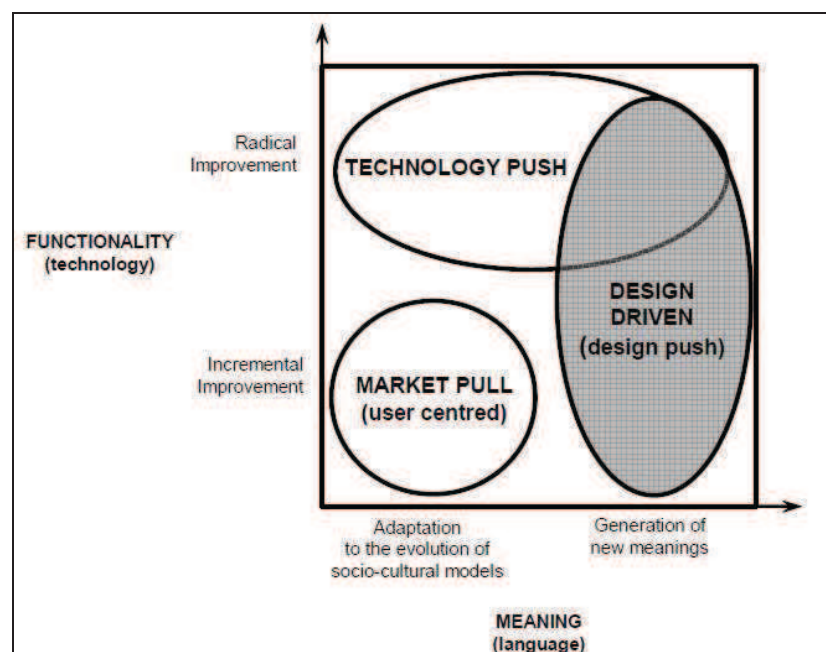 Radical
Improvement
TECHNOLOGY PUSH
FUNCTIONALITY
(technology)
DESIGN
DRIVEN
(design push)
Incremental
Improvement
MARKET PULL
(user centred)
Adaptation
to the evolution of
socio-cultural models
Generation of
new meanings
MEANING
(language)